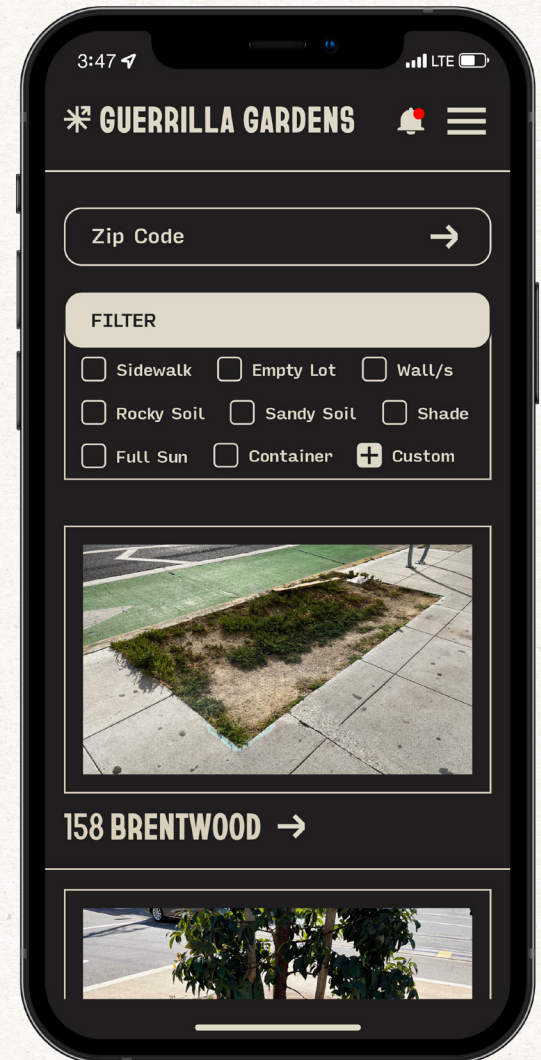 3:47 LTE
GUERRILLA GARDENS
Zip Code
FILTER
Sidewalk Empty Lot Wall/s
Rocky Soil Sandy Soil Shade
Full Sun Container Custom
158 BRENTWOOD